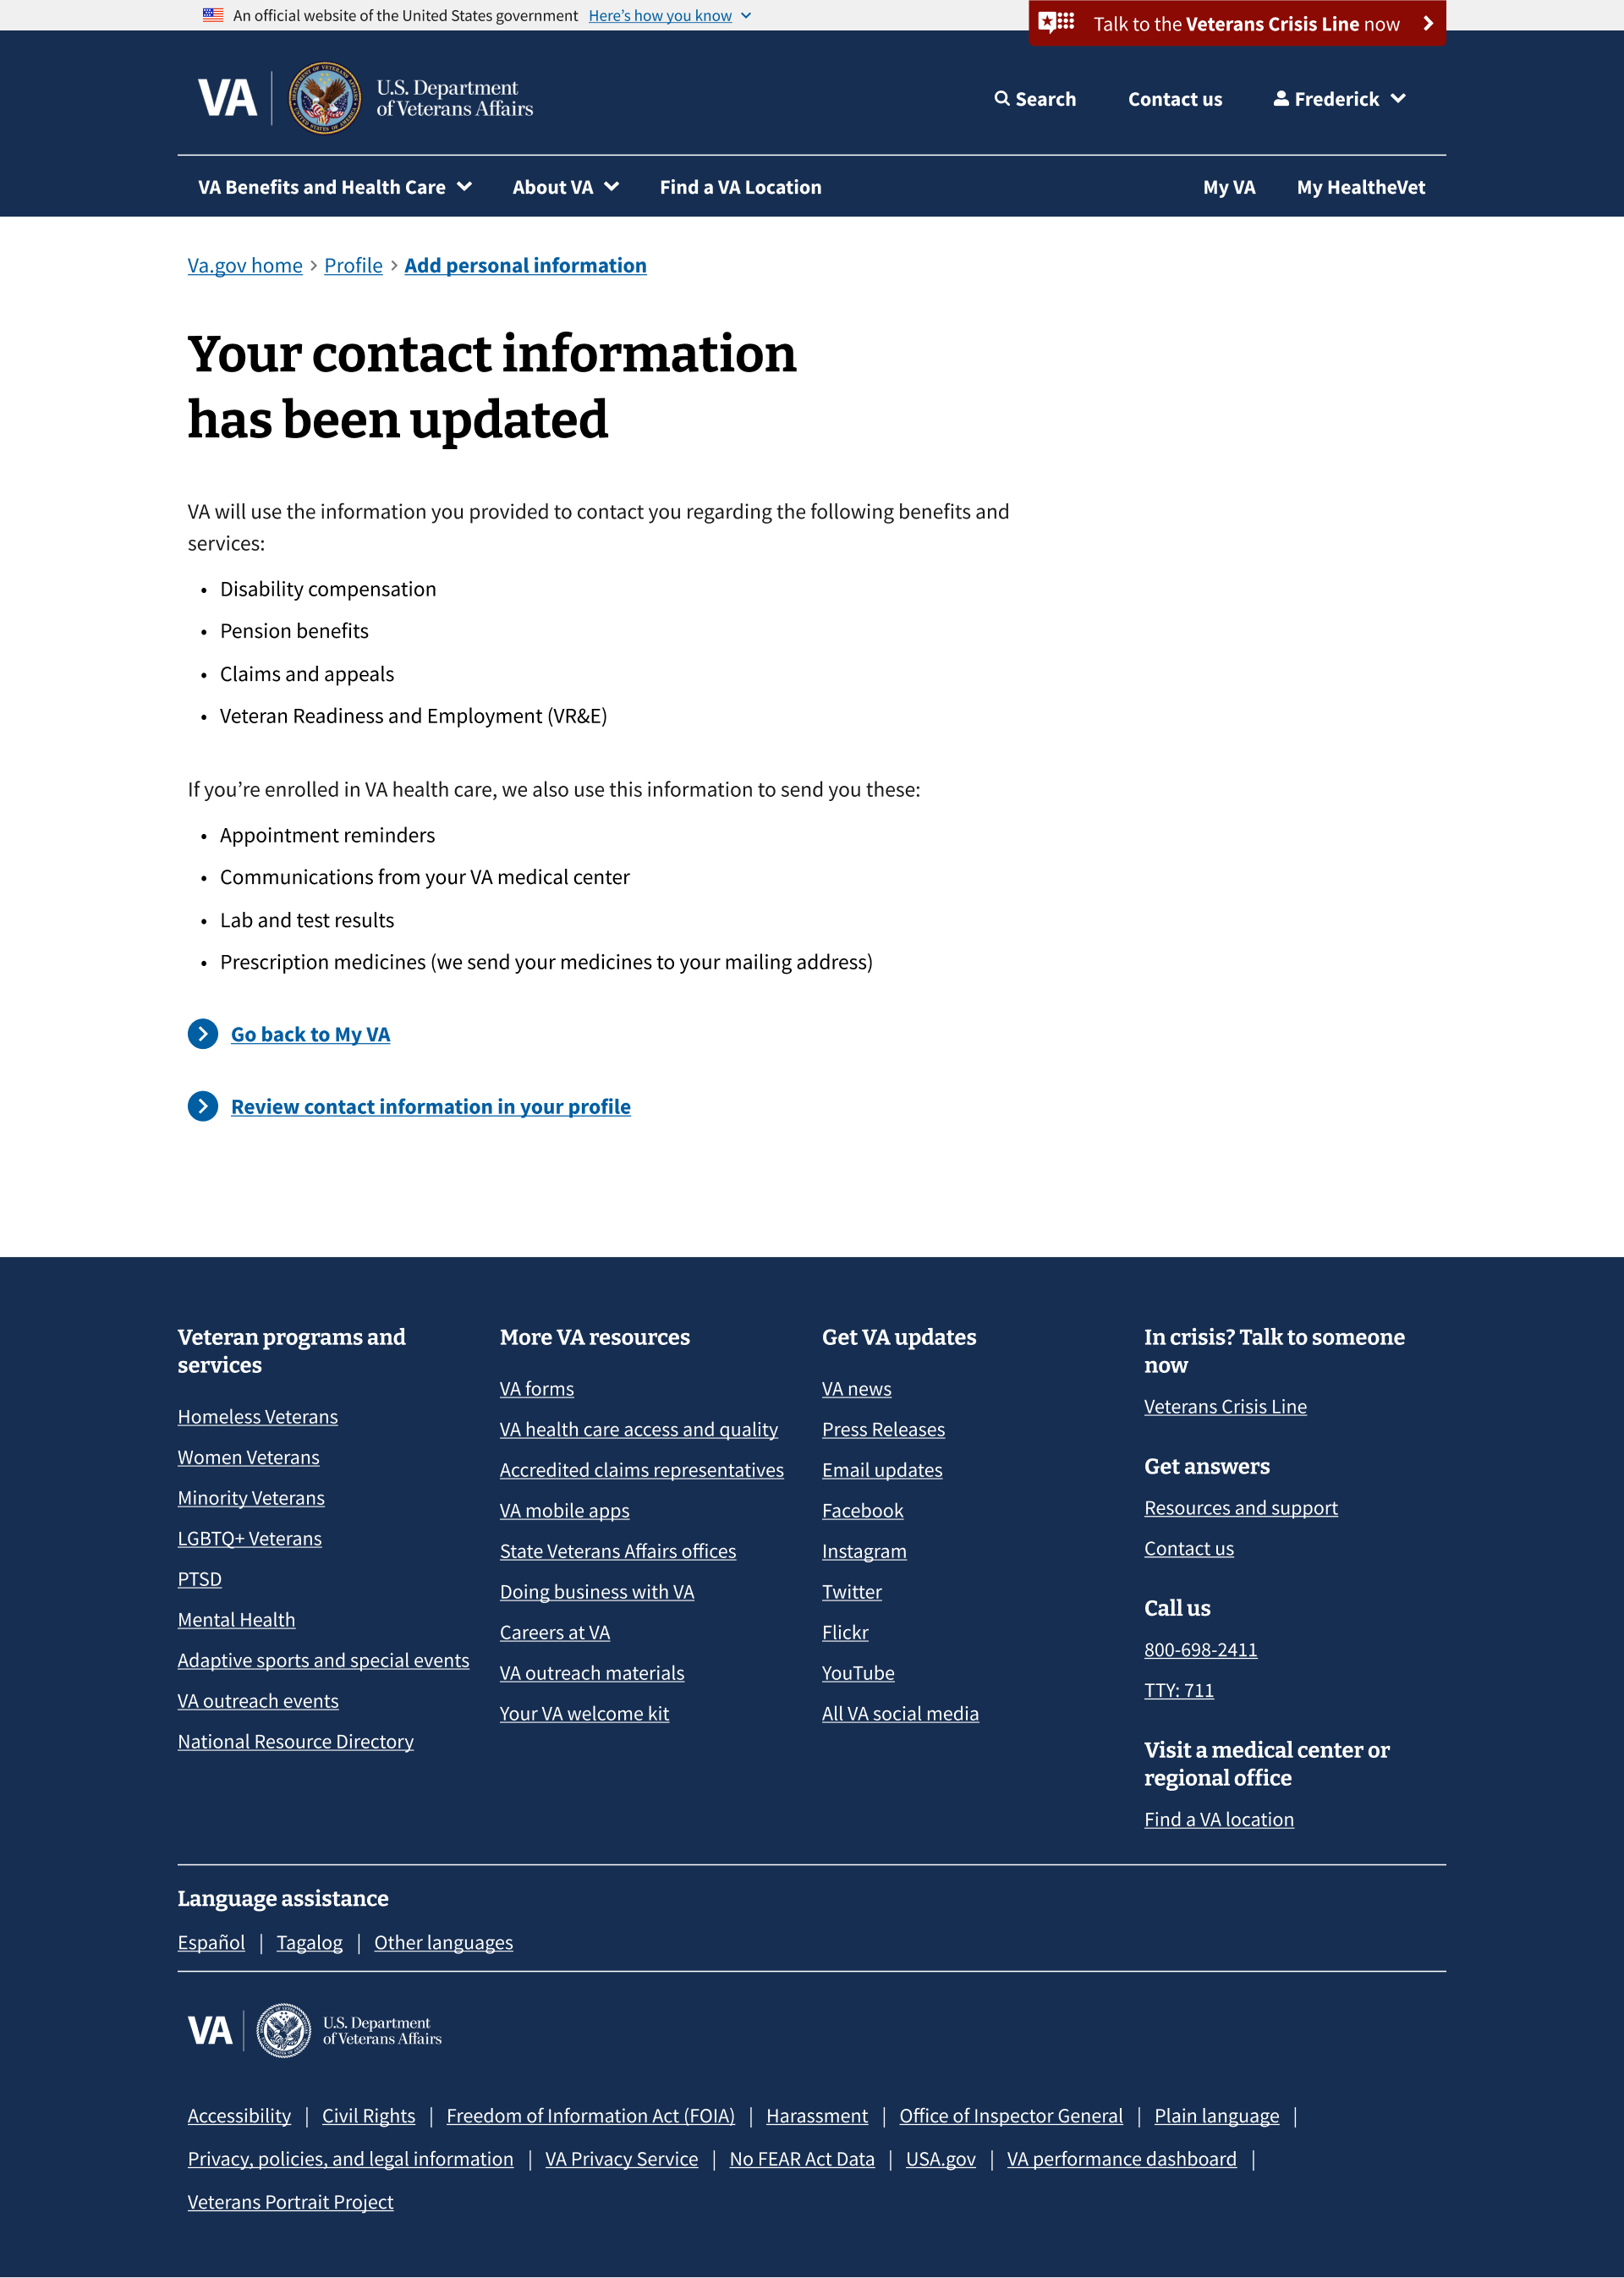 An official website of the United States government Here’s how you know
Talk to the Veterans Crisis Line now
VA
U.S. Department
of Veterans Affairs
Search
Contact us
Frederick
VA Benefits and Health Care
About VA
Find a VA Location
My VA
My HealtheVet
Va.gov home > Profile > Add personal information
Your contact information
has been updated
VA will use the information you provided to contact you regarding the following benefits and
services:
• Disability compensation
• Pension benefits
• Claims and appeals
• Veteran Readiness and Employment (VR&E)
If you’re enrolled in VA health care, we also use this information to send you these:
• Appointment reminders
• Communications from your VA medical center
• Lab and test results
• Prescription medicines (we send your medicines to your mailing address)
Go back to My VA
Review contact information in your profile
Veteran programs and
services
Homeless Veterans
Women Veterans
Minority Veterans
LGBTQ+ Veterans
PTSD
Mental Health
Adaptive sports and special events
VA outreach events
National Resource Directory
More VA resources
VA forms
VA health care access and quality
Accredited claims representatives
VA mobile apps
State Veterans Affairs offices
Doing business with VA
Careers at VA
VA outreach materials
Your VA welcome kit
Get VA updates
VA news
Press Releases
Email updates
Facebook
Instagram
Twitter
Flickr
YouTube
All VA social media
In crisis? Talk to someone
now
Veterans Crisis Line
Get answers
Resources and support
Contact us
Call us
800-698-2411
TTY: 711
Visit a medical center or
regional office
Find a VA location
Language assistance
Español | Tagalog | Other languages
VA
U.S. Department
of Veterans Affairs
Accessibility | Civil Rights | Freedom of Information Act (FOIA) | Harassment | Office of Inspector General | Plain language |
Privacy, policies, and legal information | VA Privacy Service | No FEAR Act Data | USA.gov | VA performance dashboard |
Veterans Portrait Project